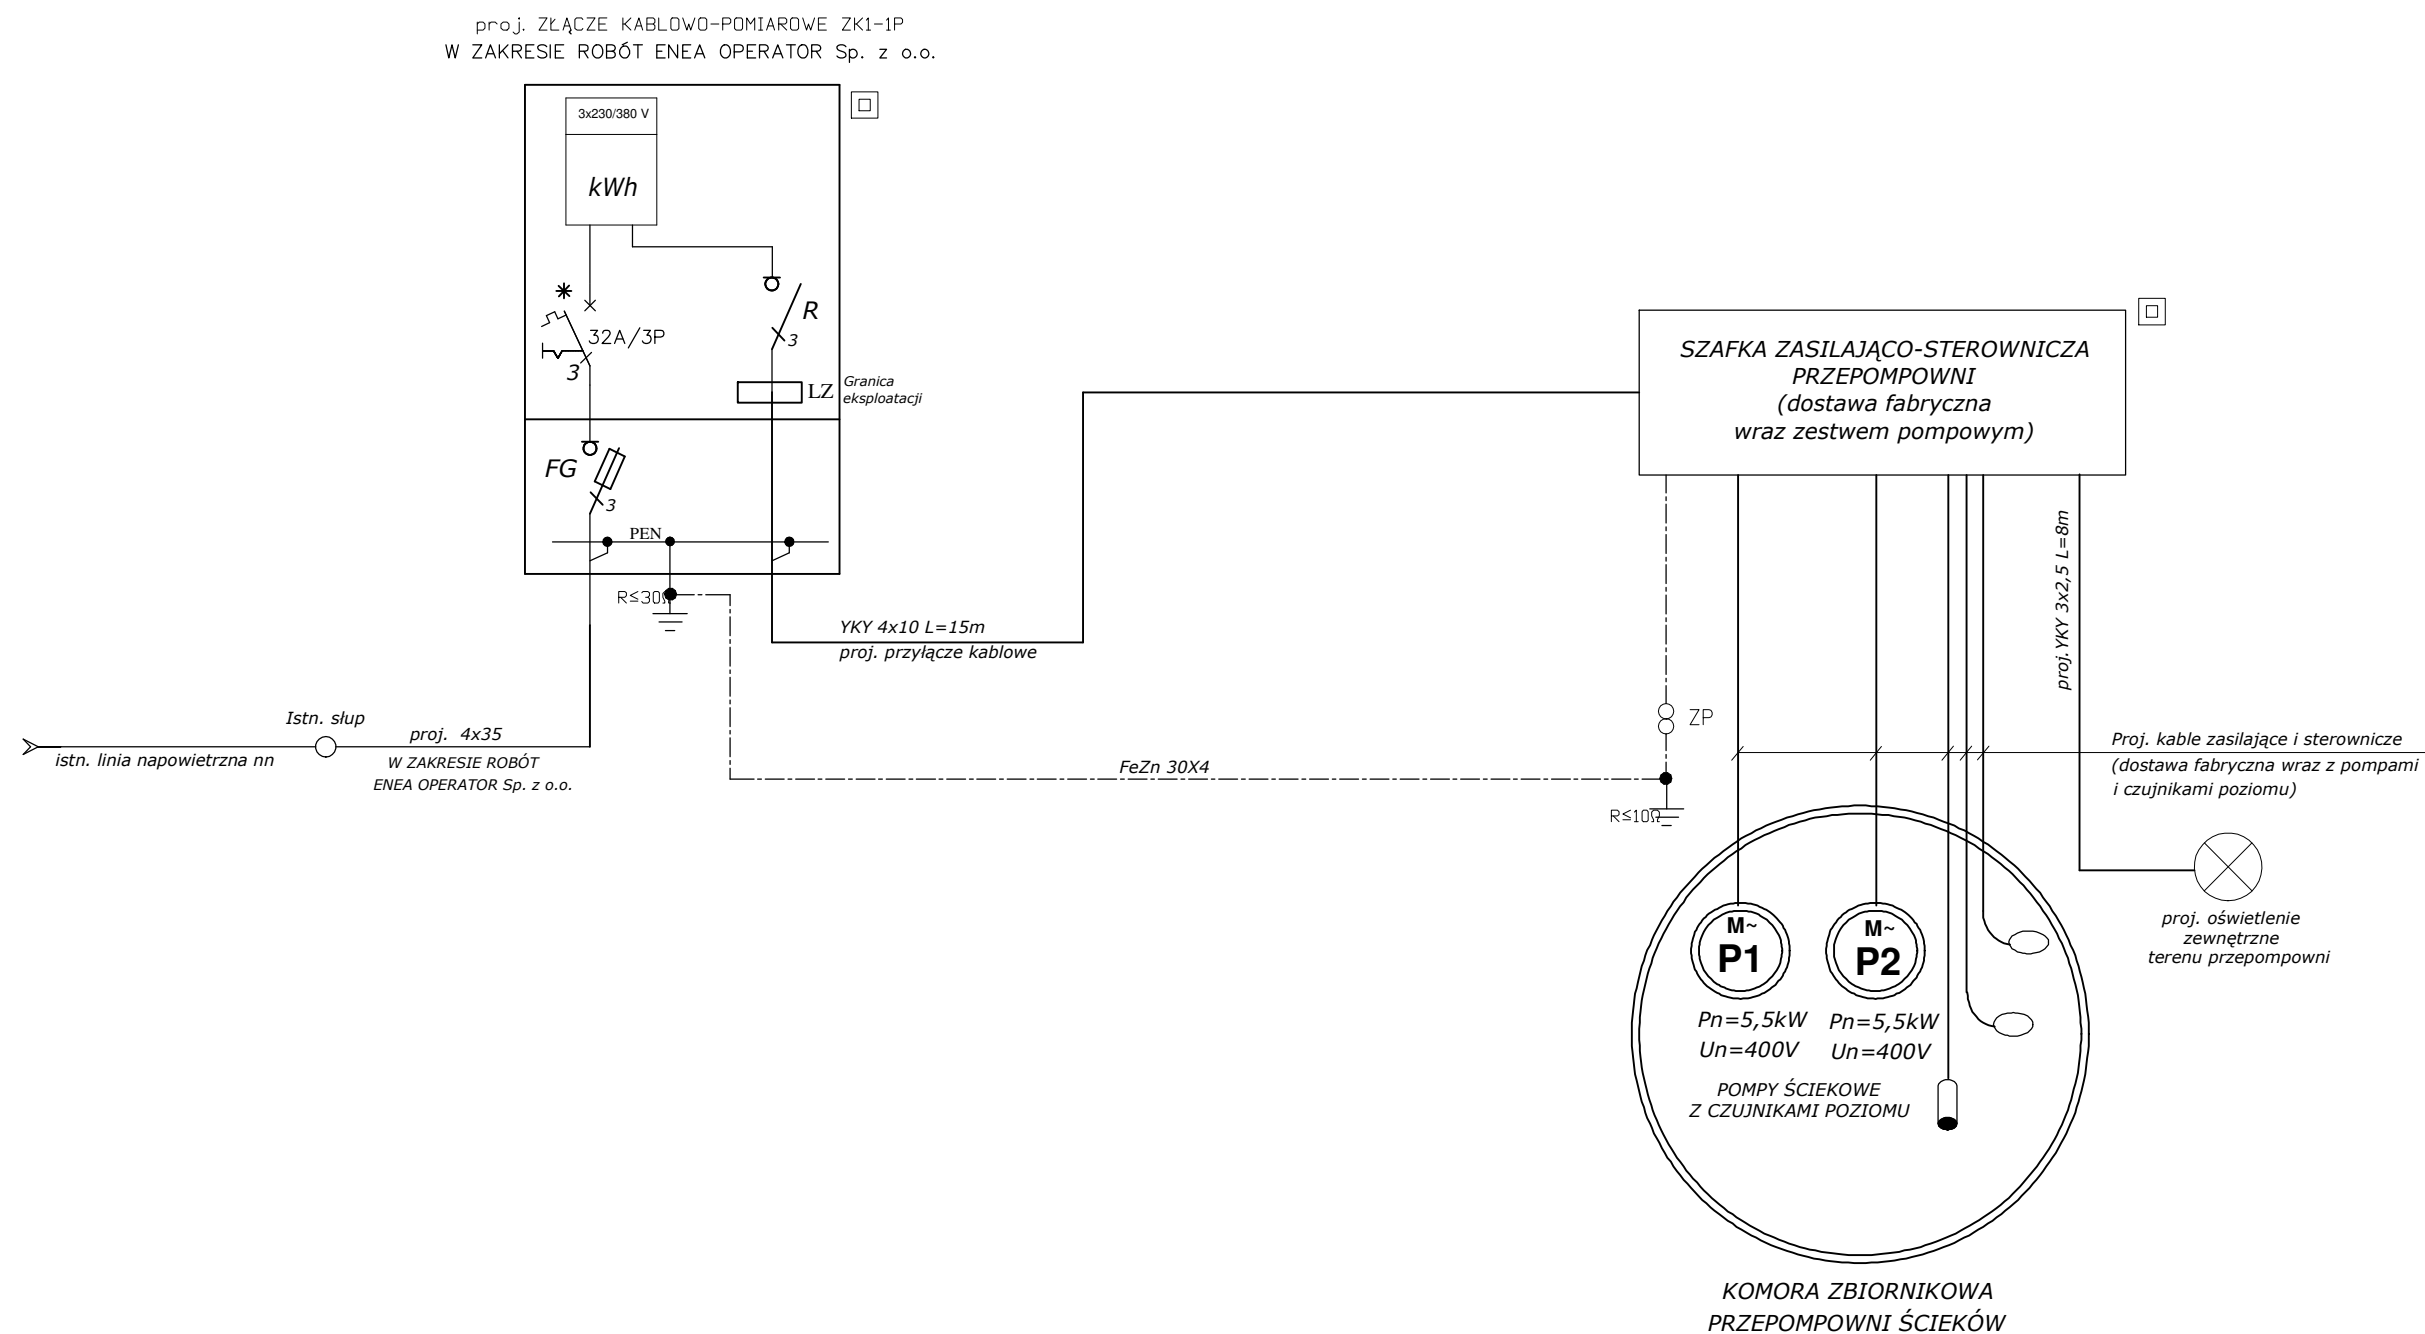 proj. ZŁĄCZE KABLOWO-POMIAROWE ZK1-1P
W ZAKRESIE ROBÓT ENEA OPERATOR Sp. z o.o.
3x230/380 V
kWh
32A/3P
3
R
3
LZ
Granica
eksploatacji
FG
3
PEN
R≤30Ω
YKY 4x10 L=15m
proj. przyłącze kablowe
Istn. słup
istn. linia napowietrzna nn
proj. 4x35
W ZAKRESIE ROBÓT
ENEA OPERATOR Sp. z o.o.
FeZn 30X4
SZAFKA ZASILAJĄCO-STEROWNICZA
PRZEPOMPOWNI
(dostawa fabryczna
wraz zestwem pompowym)
proj.YKY 3x2,5 L=8m
ZP
R≤10Ω
Proj. kable zasilające i sterownicze
(dostawa fabryczna wraz z pompami
i czujnikami poziomu)
proj. oświetlenie
zewnętrzne
terenu przepompowni
M~
P1
M~
P2
Pn=5,5kW
Un=400V
Pn=5,5kW
Un=400V
POMPY ŚCIEKOWE
Z CZUJNIKAMI POZIOMU
KOMORA ZBIORNIKOWA
PRZEPOMPOWNI ŚCIEKÓW